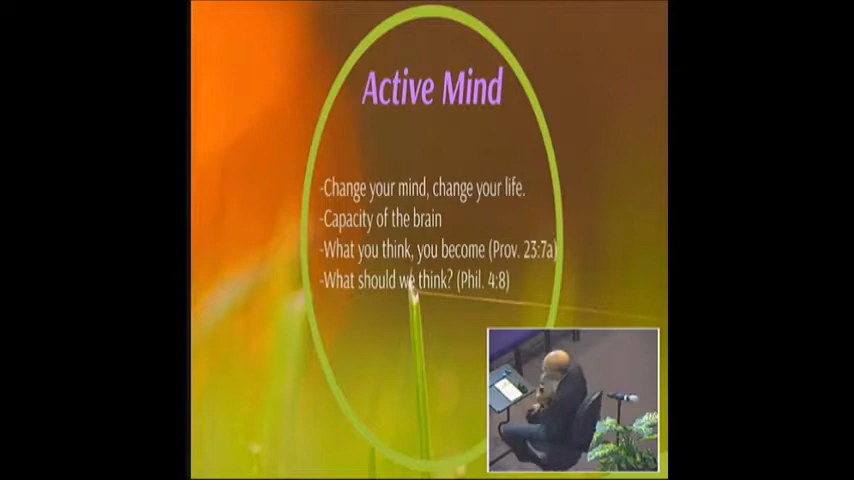 Active Mind
-Change your mind, change your life.
-Capacity of the brain
-What you think, you become (Prov. 23:7a)
-What should we think? (Phil. 4:8)